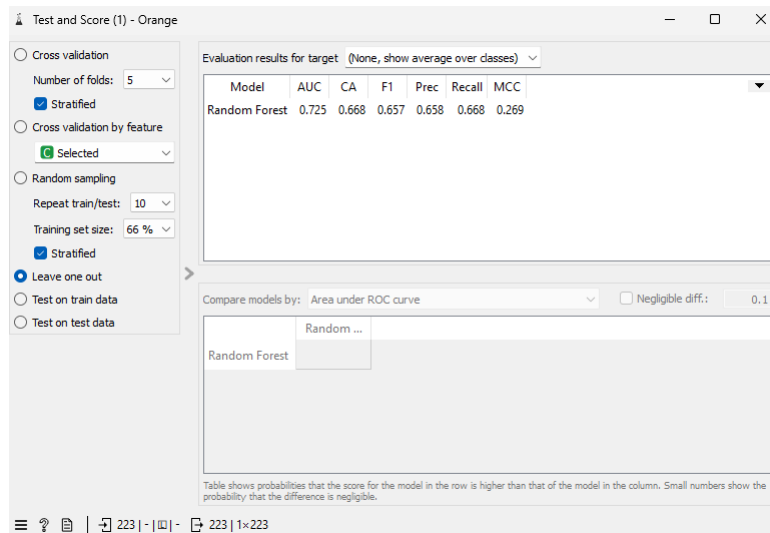 Test and Score (1) - Orange
Cross validation
Number of folds: 5
Stratified
Cross validation by feature
C Selected
Random sampling
Repeat train/test: 10
Training set size: 66 %
Stratified
Leave one out
Test on train data
Test on test data
Evaluation results for target (None, show average over classes)
Model AUC CA F1 Prec Recall MCC
Random Forest 0.725 0.668 0.657 0.658 0.668 0.269
Compare models by: Area under ROC curve Negligible diff.: 0.1
Random ...
Random Forest
Table shows probabilities that the score for the model in the row is higher than that of the model in the column. Small numbers show the
probability that the difference is negligible.
223 | - | - 223 | 1×223